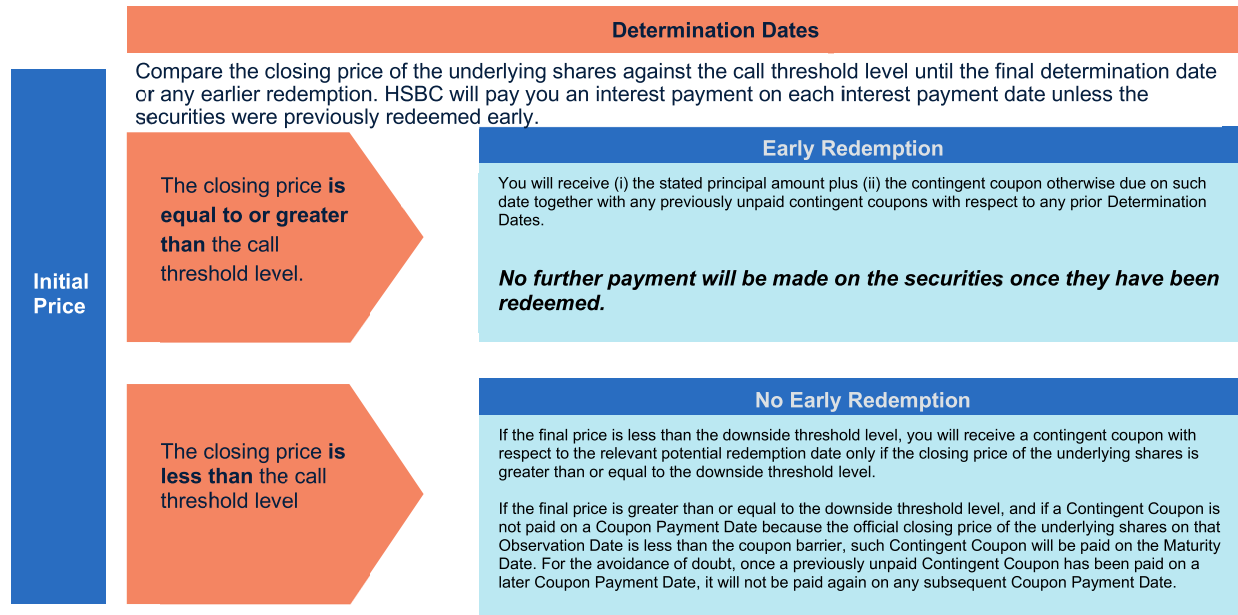 Determination Dates
Compare the closing price of the underlying shares against the call threshold level until the final determination date
or any earlier redemption. HSBC will pay you an interest payment on each interest payment date unless the
securities were previously redeemed early.
Initial
Price
The closing price is
equal to or greater
than the call
threshold level.
Early Redemption
You will receive (i) the stated principal amount plus (ii) the contingent coupon otherwise due on such
date together with any previously unpaid contingent coupons with respect to any prior Determination
Dates.
No further payment will be made on the securities once they have been
redeemed.
The closing price is
less than the call
threshold level
No Early Redemption
If the final price is less than the downside threshold level, you will receive a contingent coupon with
respect to the relevant potential redemption date only if the closing price of the underlying shares is
greater than or equal to the downside threshold level.
If the final price is greater than or equal to the downside threshold level, and if a Contingent Coupon is
not paid on a Coupon Payment Date because the official closing price of the underlying shares on that
Observation Date is less than the coupon barrier, such Contingent Coupon will be paid on the Maturity
Date. For the avoidance of doubt, once a previously unpaid Contingent Coupon has been paid on a
later Coupon Payment Date, it will not be paid again on any subsequent Coupon Payment Date.